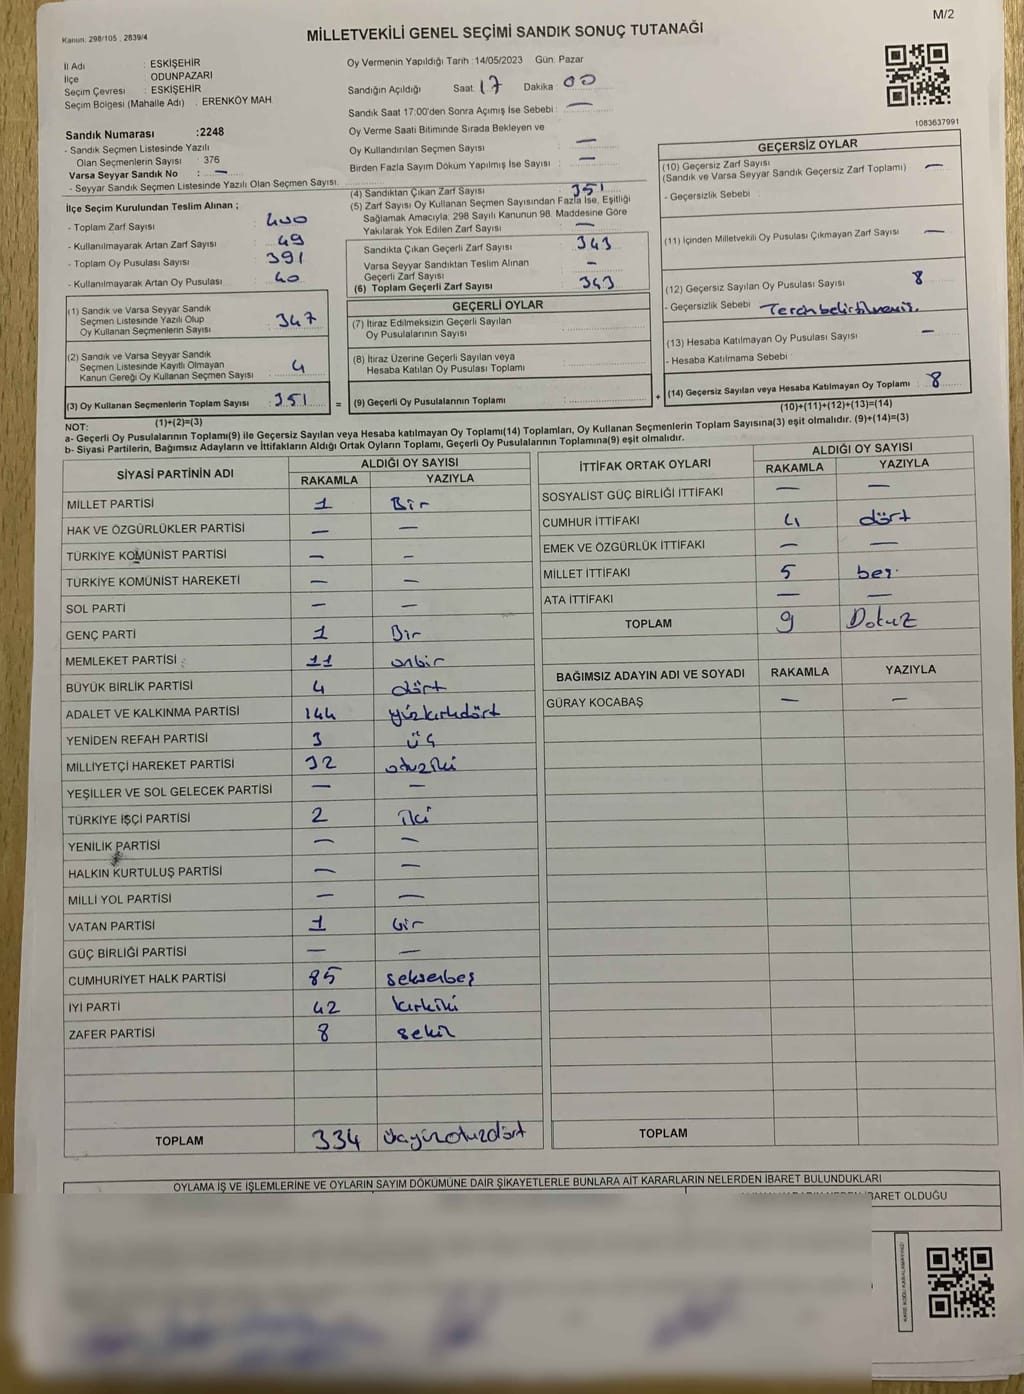 M/2
Kanun: 298/105 , 2839/4
MİLLETVEKİLİ GENEL SEÇİMİ SANDIK SONUÇ TUTANAĞI
İl Adı : ESKİŞEHİR
İlçe : ODUNPAZARI
Seçim Çevresi : ESKİŞEHİR
Seçim Bölgesi (Mahalle Adı) : ERENKÖY MAH.
Sandık Numarası :2248
- Sandık Seçmen Listesinde Yazılı
Olan Seçmenlerin Sayısı : 376
Varsa Seyyar Sandık No : —
- Seyyar Sandık Seçmen Listesinde Yazılı Olan Seçmen Sayısı
İlçe Seçim Kurulundan Teslim Alınan ;
- Toplam Zarf Sayısı : 400
- Kullanılmayarak Artan Zarf Sayısı : 49
- Toplam Oy Pusulası Sayısı : 391
- Kullanılmayarak Artan Oy Pusulası : 40
(1) Sandık ve Varsa Seyyar Sandık
Seçmen Listesinde Yazılı Olup
Oy Kullanan Seçmenlerin Sayısı : 347
(2) Sandık ve Varsa Seyyar Sandık
Seçmen Listesinde Kayıtlı Olmayan
Kanun Gereği Oy Kullanan Seçmen Sayısı : 4
(3) Oy Kullanan Seçmenlerin Toplam Sayısı : 351
(1)+(2)=(3)
Oy Vermenin Yapıldığı Tarih :14/05/2023 Gün: Pazar
Sandığın Açıldığı Saat: 17 Dakika 00
Sandık Saat 17:00'den Sonra Açımış İse Sebebi : —
Oy Verme Saati Bitiminde Sırada Bekleyen ve
Oy Kullandırılan Seçmen Sayısı : —
Birden Fazla Sayım Döküm Yapılmış İse Sayısı : —
(4) Sandıktan Çıkan Zarf Sayısı : 351
(5) Zarf Sayısı Oy Kullanan Seçmen Sayısından Fazla İse, Eşitliği
Sağlamak Amacıyla; 298 Sayılı Kanunun 98. Maddesine Göre
Yakılarak Yok Edilen Zarf Sayısı : —
Sandıkta Çıkan Geçerli Zarf Sayısı : 343
Varsa Seyyar Sandıktan Teslim Alınan
Geçerli Zarf Sayısı : —
(6) Toplam Geçerli Zarf Sayısı : 343
GEÇERLİ OYLAR
(7) İtiraz Edilmeksizin Geçerli Sayılan
Oy Pusulalarının Sayısı :
(8) İtiraz Üzerine Geçerli Sayılan veya
Hesaba Katılan Oy Pusulası Toplamı :
= (9) Geçerli Oy Pusulalarının Toplamı :
1083637991
GEÇERSİZ OYLAR
(10) Geçersiz Zarf Sayısı
(Sandık ve Varsa Seyyar Sandık Geçersiz Zarf Toplamı) : —
- Geçersizlik Sebebi :
(11) İçinden Milletvekili Oy Pusulası Çıkmayan Zarf Sayısı : —
(12) Geçersiz Sayılan Oy Pusulası Sayısı : 8
- Geçersizlik Sebebi : Tercih belirtilmemiş.
(13) Hesaba Katılmayan Oy Pusulası Sayısı : —
- Hesaba Katılmama Sebebi :
+ (14) Geçersiz Sayılan veya Hesaba Katılmayan Oy Toplamı : 8
(10)+(11)+(12)+(13)=(14)
NOT:
a- Geçerli Oy Pusulalarının Toplamı(9) ile Geçersiz Sayılan veya Hesaba Katılmayan Oy Toplamı(14) Toplamları, Oy Kullanan Seçmenlerin Toplam Sayısına(3) eşit olmalıdır. (9)+(14)=(3)
b- Siyasi Partilerin, Bağımsız Adayların ve İttifakların Aldığı Ortak Oyların Toplamı, Geçerli Oy Pusulalarının Toplamına(9) eşit olmalıdır.
SİYASİ PARTİNİN ADI ALDIĞI OY SAYISI
RAKAMLA YAZIYLA
MİLLET PARTİSİ 1 Bir
HAK VE ÖZGÜRLÜKLER PARTİSİ — —
TÜRKİYE KOMÜNİST PARTİSİ — —
TÜRKİYE KOMÜNİST HAREKETİ — —
SOL PARTİ — —
GENÇ PARTİ 1 Bir
MEMLEKET PARTİSİ 11 onbir
BÜYÜK BİRLİK PARTİSİ 4 dört
ADALET VE KALKINMA PARTİSİ 144 yüzkırkdört
YENİDEN REFAH PARTİSİ 3 üç
MİLLİYETÇİ HAREKET PARTİSİ 32 otuziki
YEŞİLLER VE SOL GELECEK PARTİSİ — —
TÜRKİYE İŞÇİ PARTİSİ 2 iki
YENİLİK PARTİSİ — —
HALKIN KURTULUŞ PARTİSİ — —
MİLLİ YOL PARTİSİ — —
VATAN PARTİSİ 1 bir
GÜÇ BİRLİĞİ PARTİSİ — —
CUMHURİYET HALK PARTİSİ 85 seksenbeş
İYİ PARTİ 42 kırkiki
ZAFER PARTİSİ 8 sekiz
TOPLAM 334 üçyüzotuzdört
İTTİFAK ORTAK OYLARI ALDIĞI OY SAYISI
RAKAMLA YAZIYLA
SOSYALİST GÜÇ BİRLİĞİ İTTİFAKI — —
CUMHUR İTTİFAKI 4 dört
EMEK VE ÖZGÜRLÜK İTTİFAKI — —
MİLLET İTTİFAKI 5 beş
ATA İTTİFAKI — —
TOPLAM 9 Dokuz
BAĞIMSIZ ADAYIN ADI VE SOYADI RAKAMLA YAZIYLA
GÜRAY KOCABAŞ — —
TOPLAM
OYLAMA İŞ VE İŞLEMLERİNE VE OYLARIN SAYIM DÖKÜMÜNE DAİR ŞİKAYETLERLE BUNLARA AİT KARARLARIN NELERDEN İBARET BULUNDUKLARI
İBARET OLDUĞU